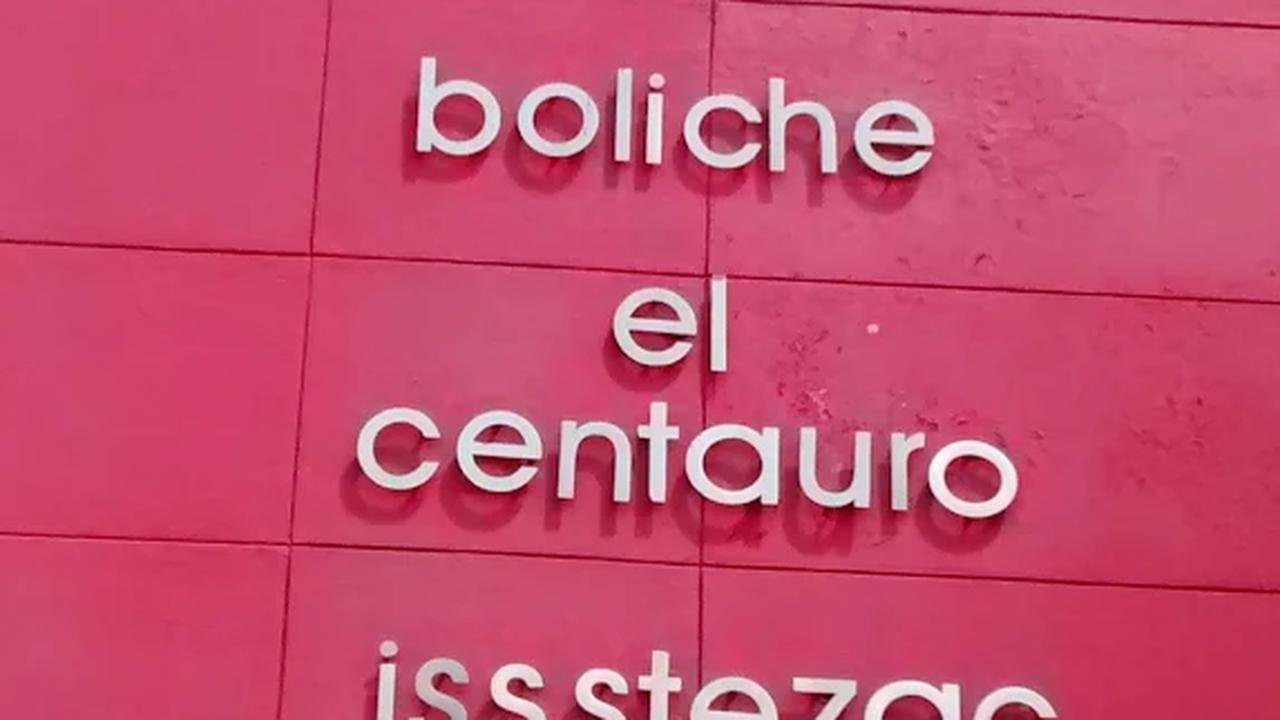 boliche
el
centauro
issstezac